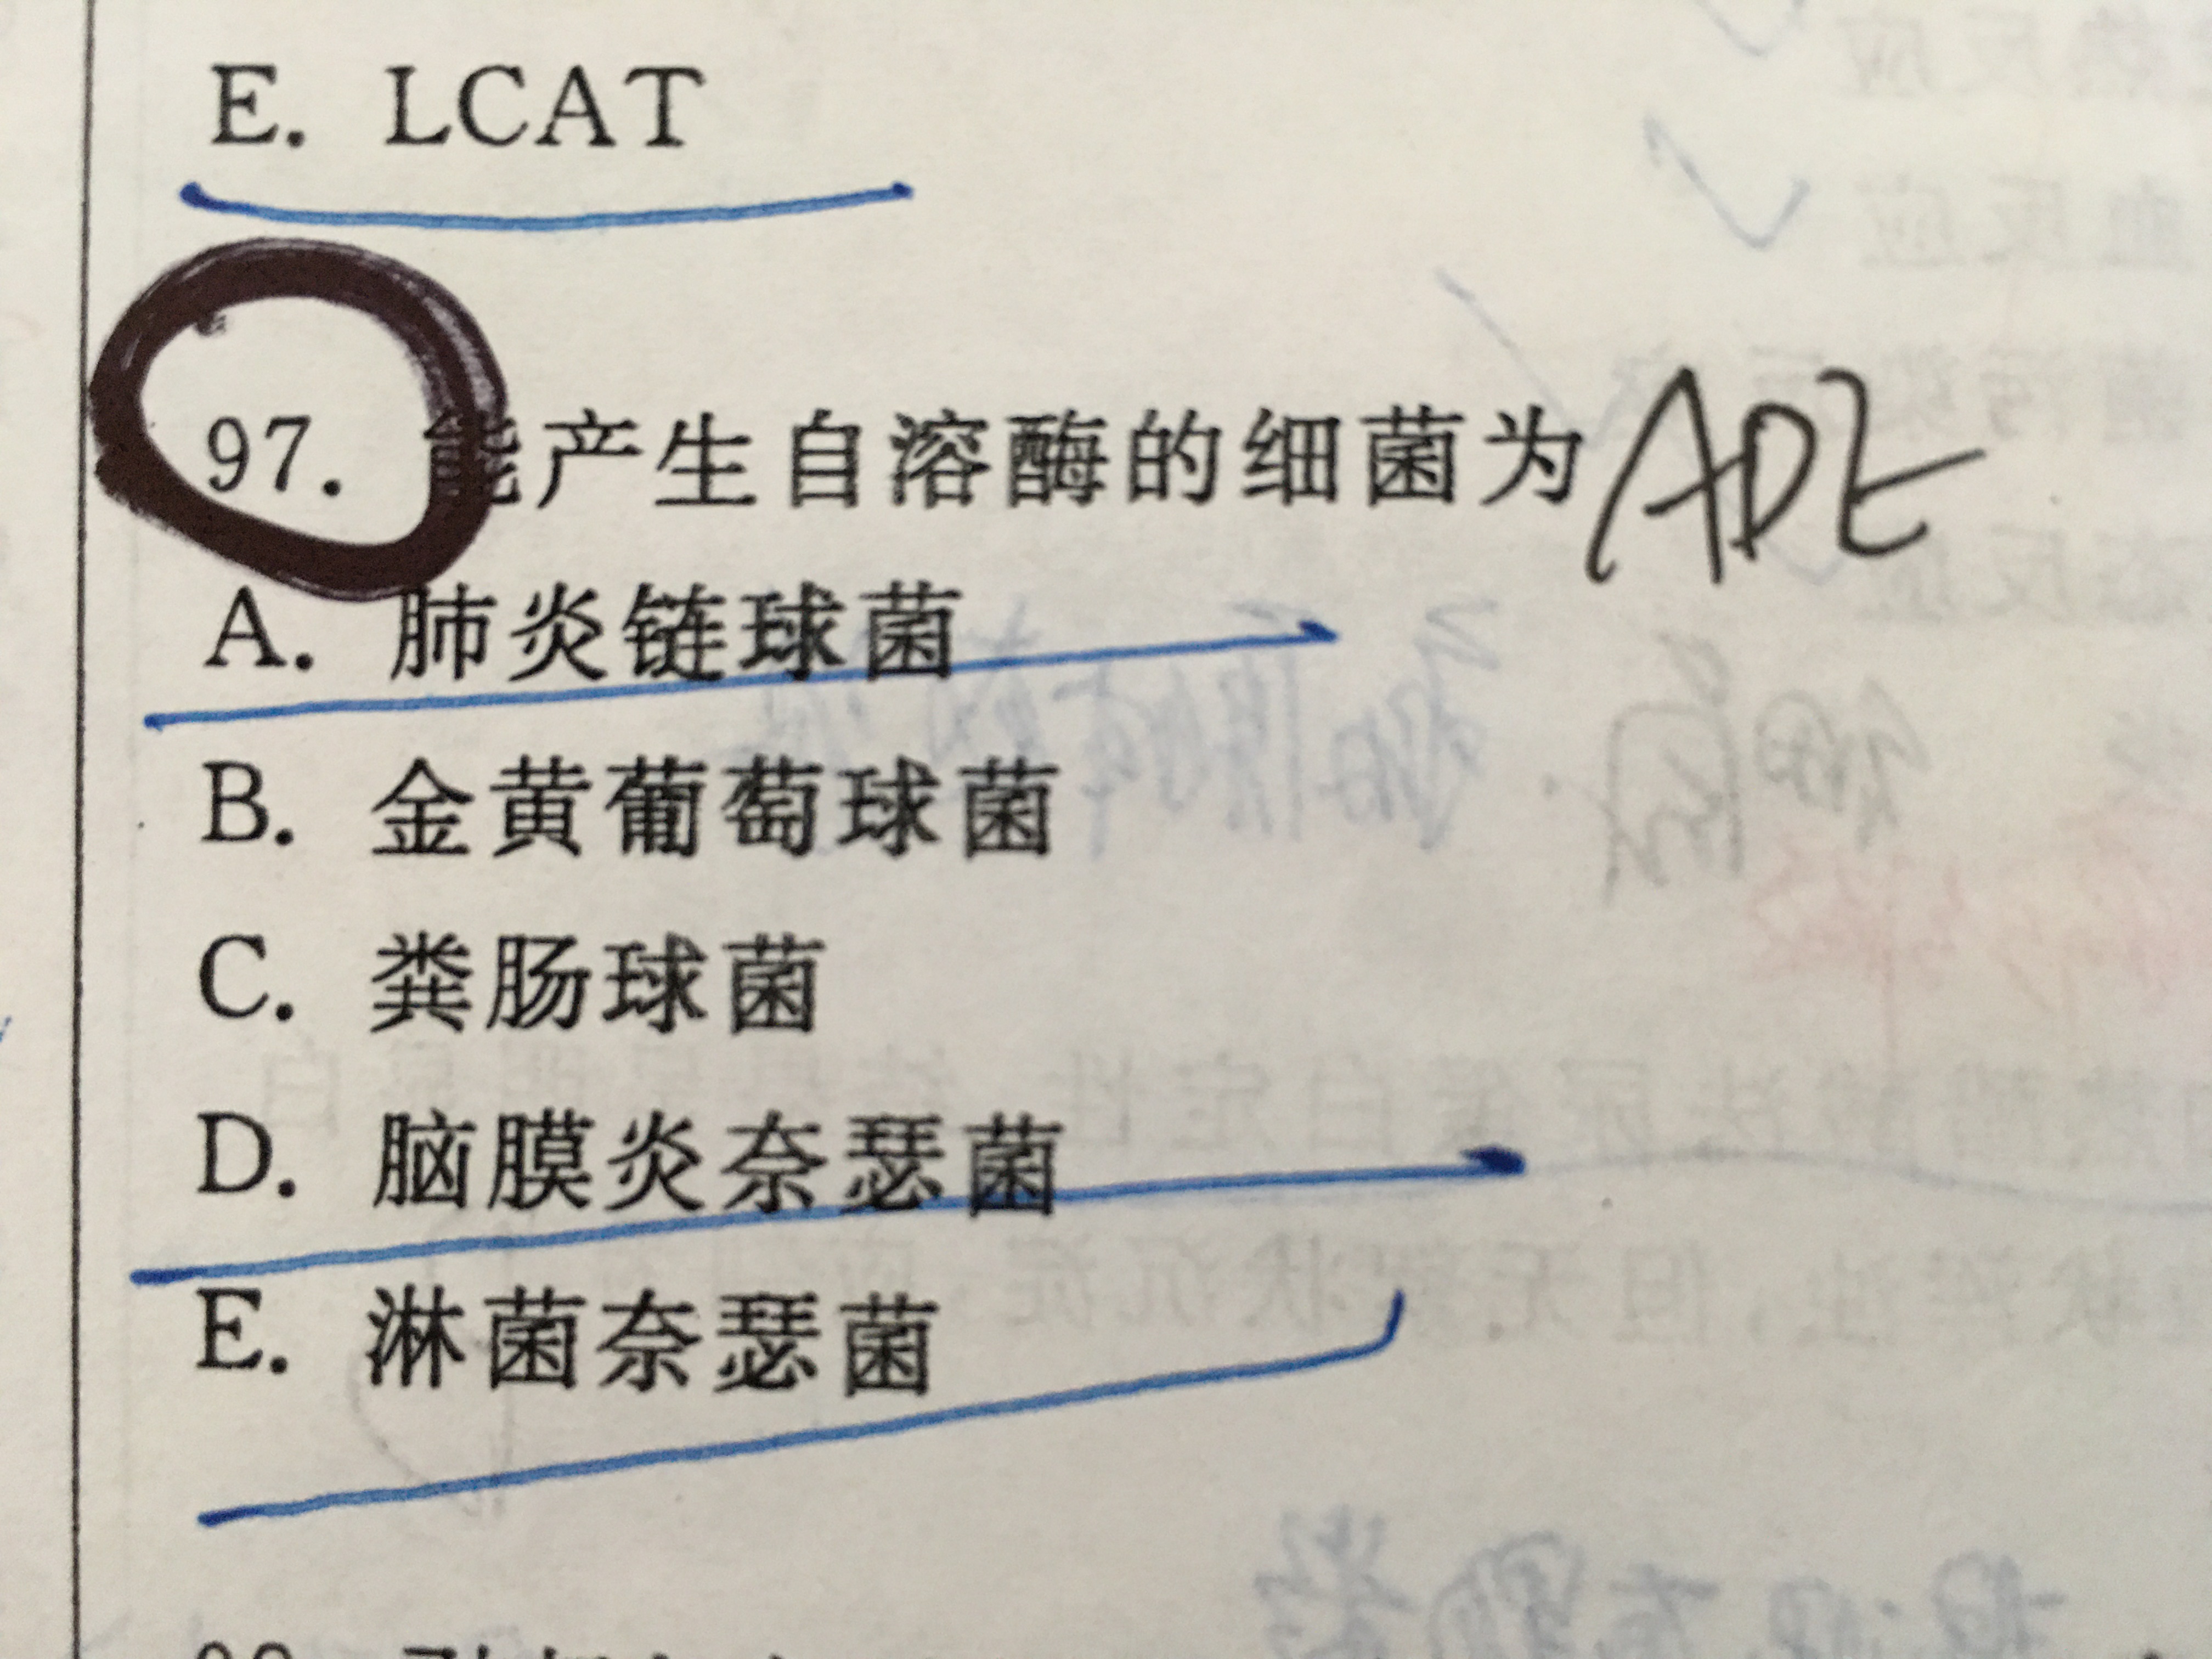 E. LCAT
97. 能产生自溶酶的细菌为 ADE
A. 肺炎链球菌
B. 金黄葡萄球菌
C. 粪肠球菌
D. 脑膜炎奈瑟菌
E. 淋菌奈瑟菌